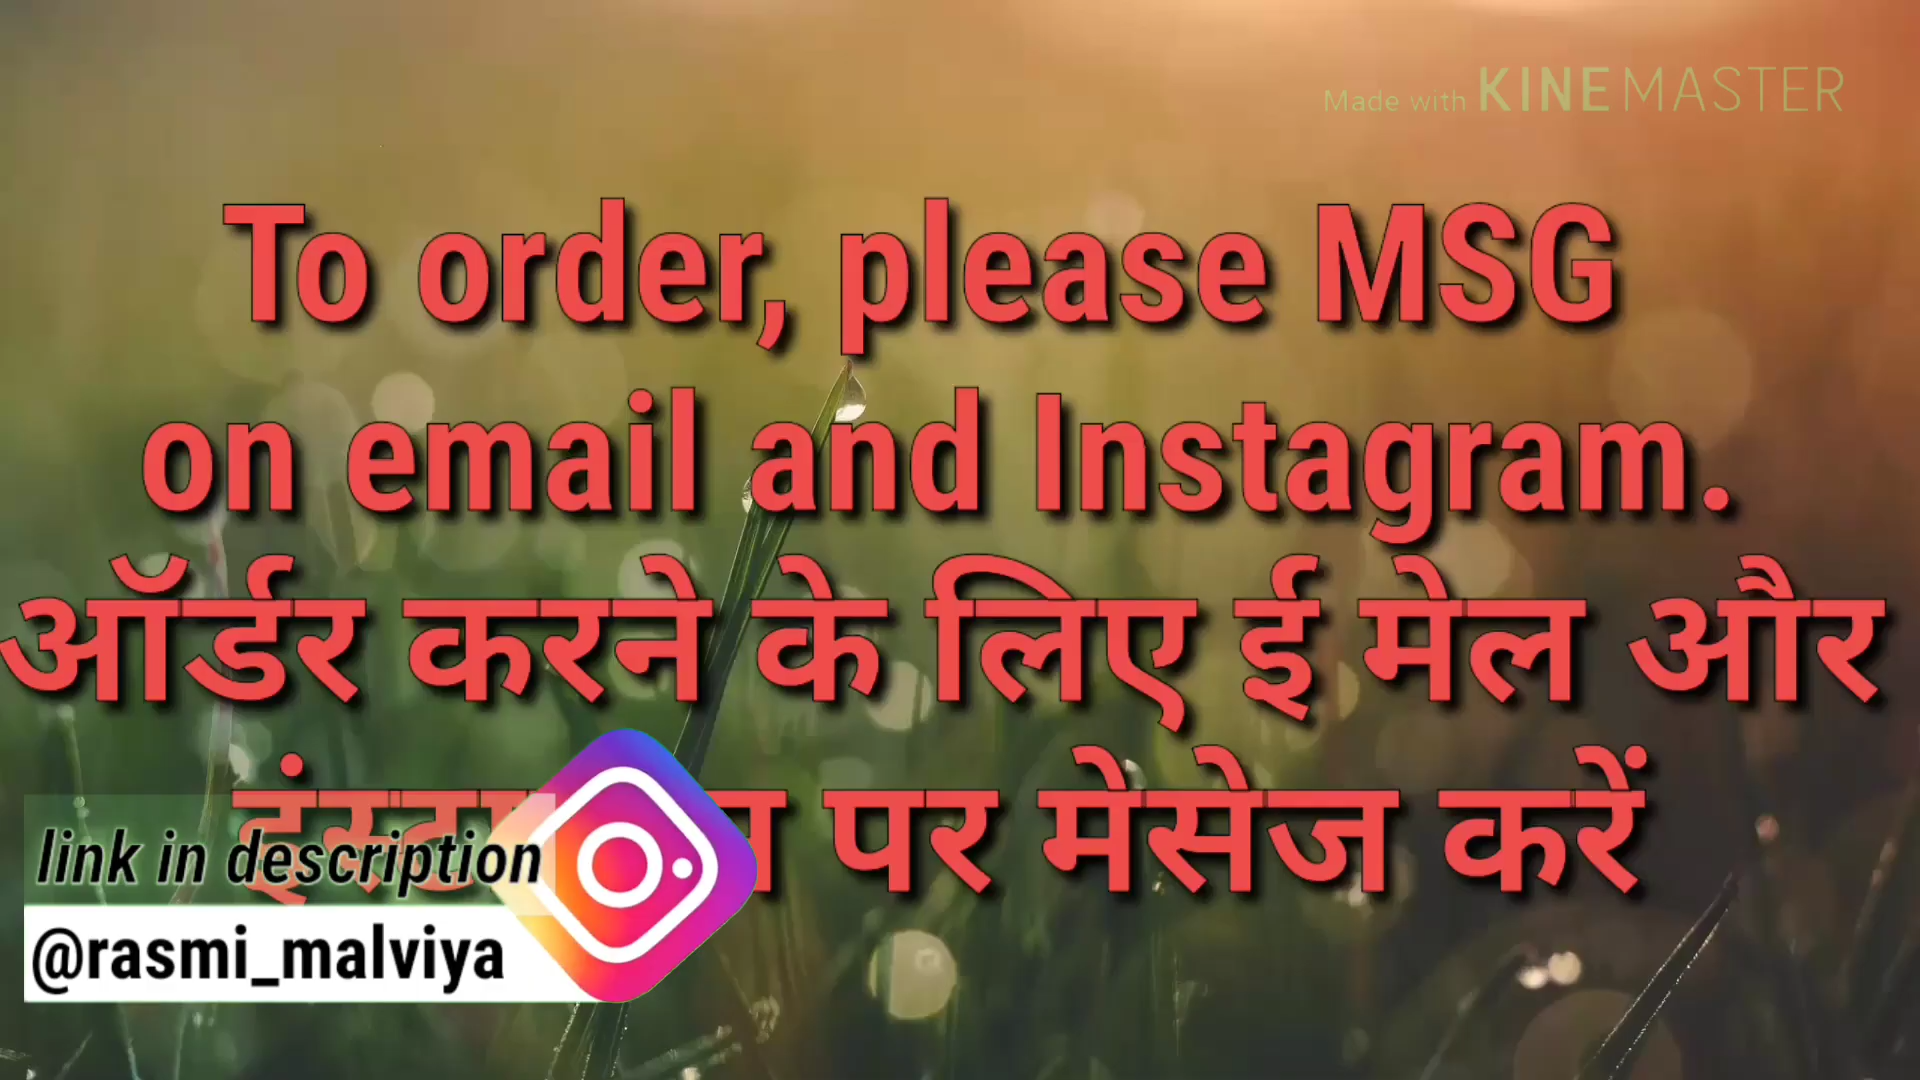 Made with KINEMASTER
To order, please MSG
on email and Instagram.
ऑर्डर करने के लिए ई मेल और
पर मेसेज करें
link in description
@rasmi_malviya